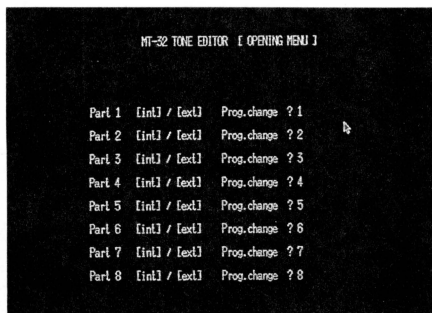 MT-32 TONE EDITOR [ OPENING MENU ]
Part 1 [int] / [ext] Prog.change ? 1
Part 2 [int] / [ext] Prog.change ? 2
Part 3 [int] / [ext] Prog.change ? 3
Part 4 [int] / [ext] Prog.change ? 4
Part 5 [int] / [ext] Prog.change ? 5
Part 6 [int] / [ext] Prog.change ? 6
Part 7 [int] / [ext] Prog.change ? 7
Part 8 [int] / [ext] Prog.change ? 8